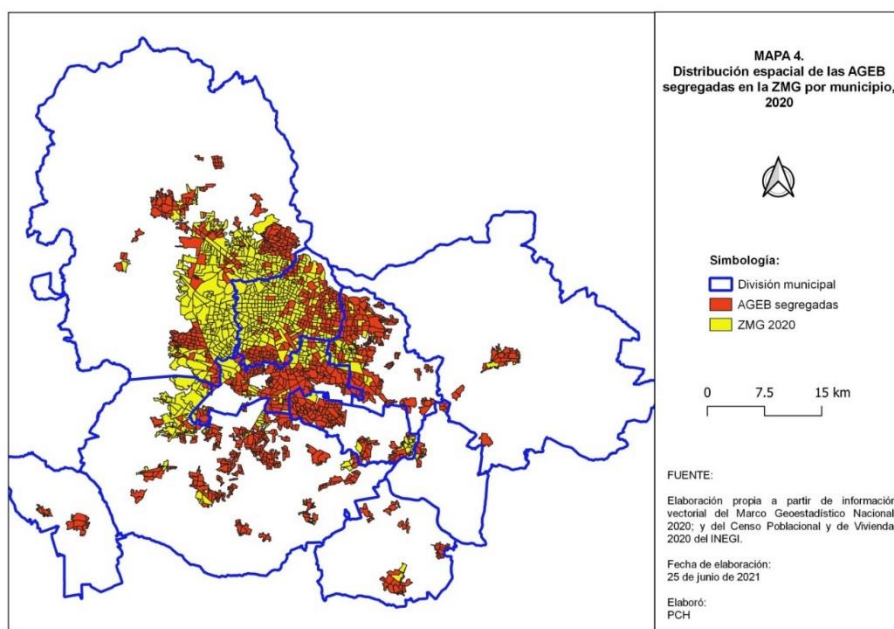 MAPA 4.
Distribución espacial de las AGEB
segregadas en la ZMG por municipio,
2020
Simbología:
División municipal
AGEB segregadas
ZMG 2020
0 7.5 15 km
FUENTE:
Elaboración propia a partir de información
vectorial del Marco Geoestadístico Nacional
2020; y del Censo Poblacional y de Vivienda
2020 del INEGI.
Fecha de elaboración:
25 de junio de 2021
Elaboró:
PCH